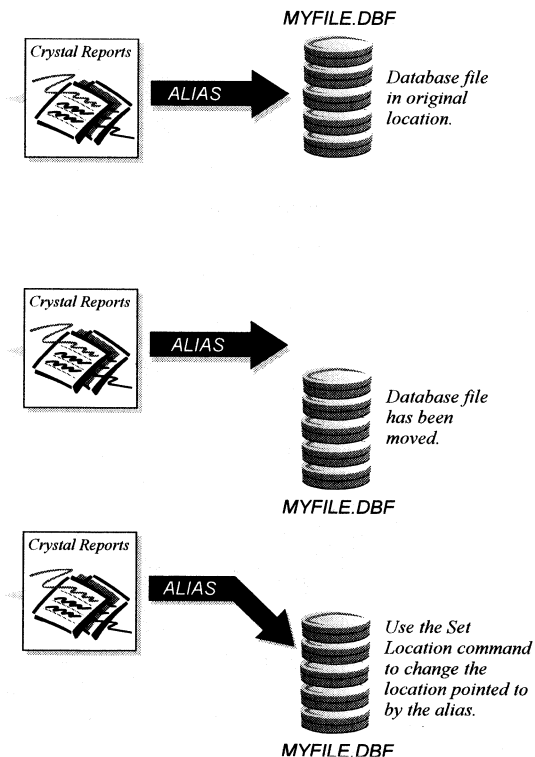 MYFILE.DBF
Crystal Reports
ALIAS
Database file
in original
location.
Crystal Reports
ALIAS
Database file
has been
moved.
MYFILE.DBF
Crystal Reports
ALIAS
Use the Set
Location command
to change the
location pointed to
by the alias.
MYFILE.DBF